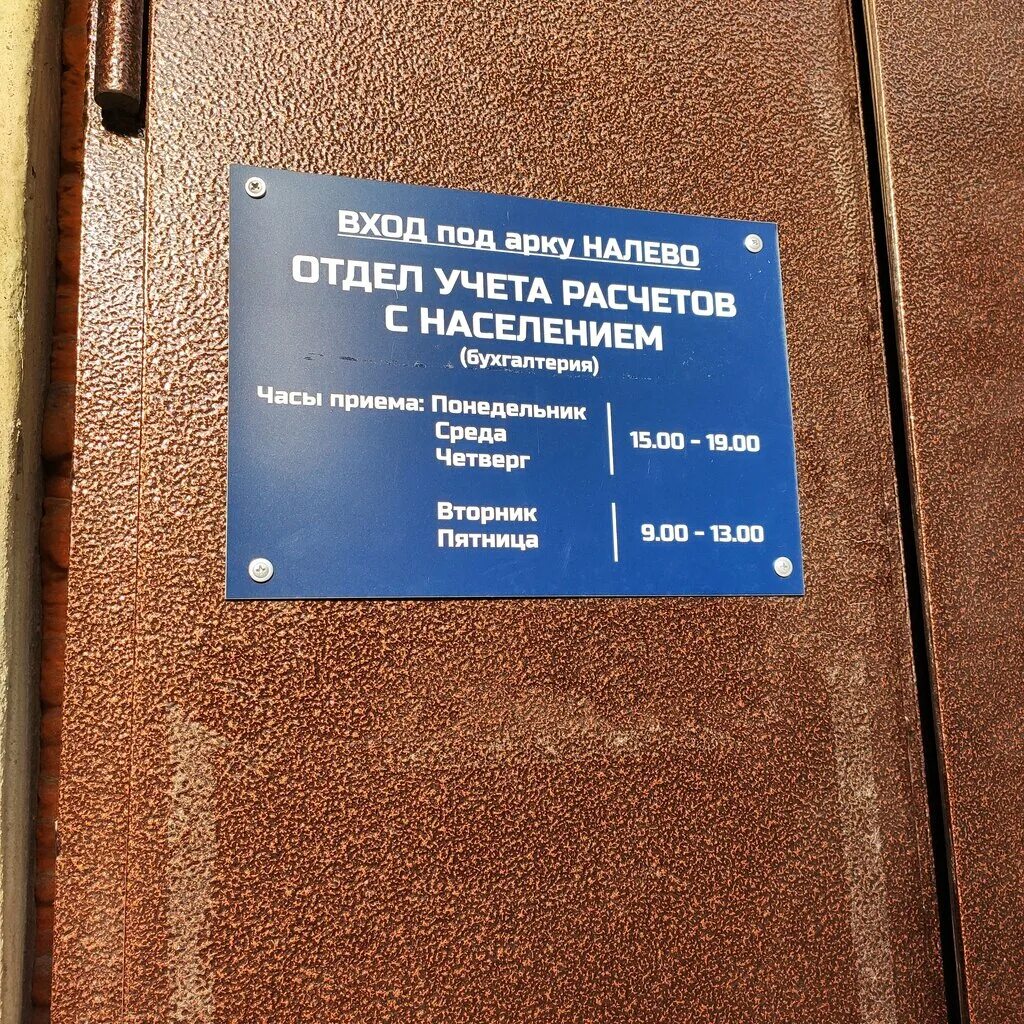 ВХОД под арку НАЛЕВО
ОТДЕЛ УЧЕТА РАСЧЕТОВ
С НАСЕЛЕНИЕМ
(бухгалтерия)
Часы приема: Понедельник
Среда
Четверг
15.00 - 19.00
Вторник
Пятница
9.00 - 13.00